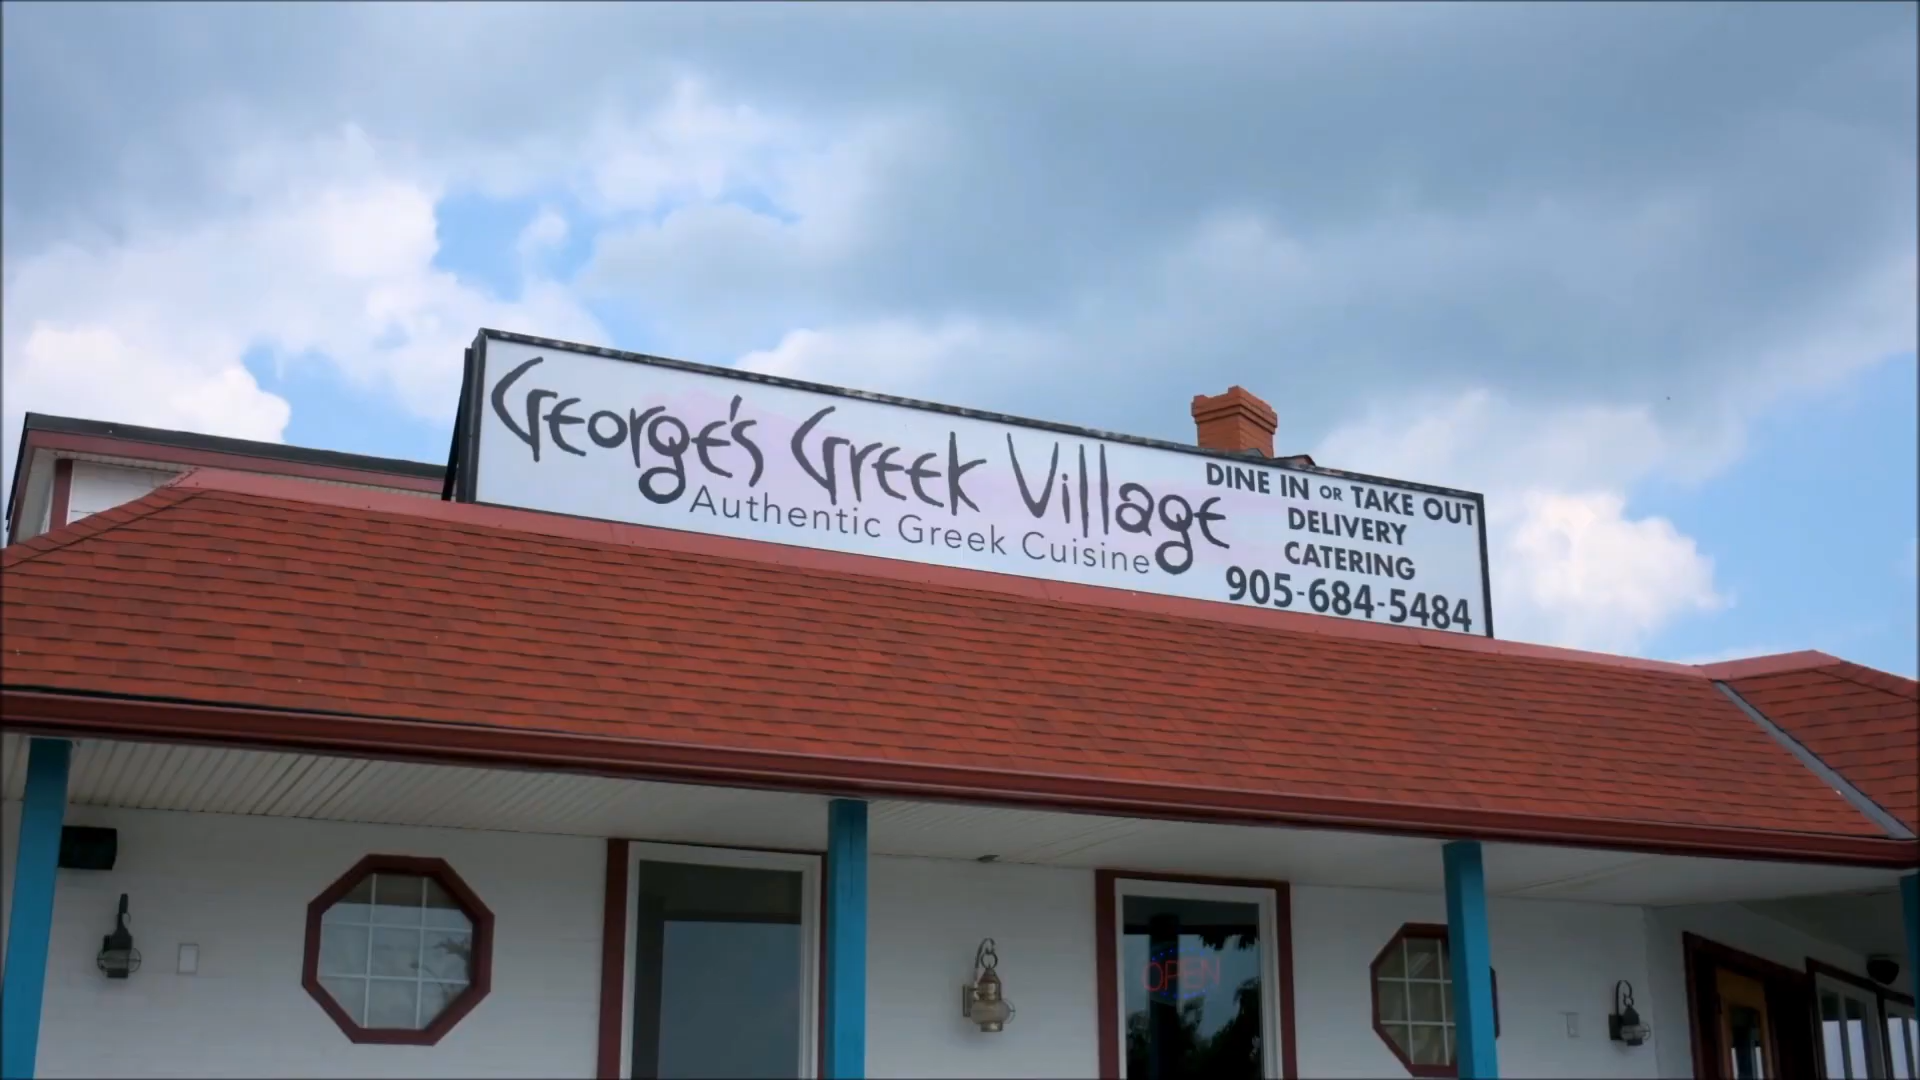 George's Greek Village
Authentic Greek Cuisine
DINE IN OR TAKE OUT
DELIVERY
CATERING
905-684-5484
OPEN